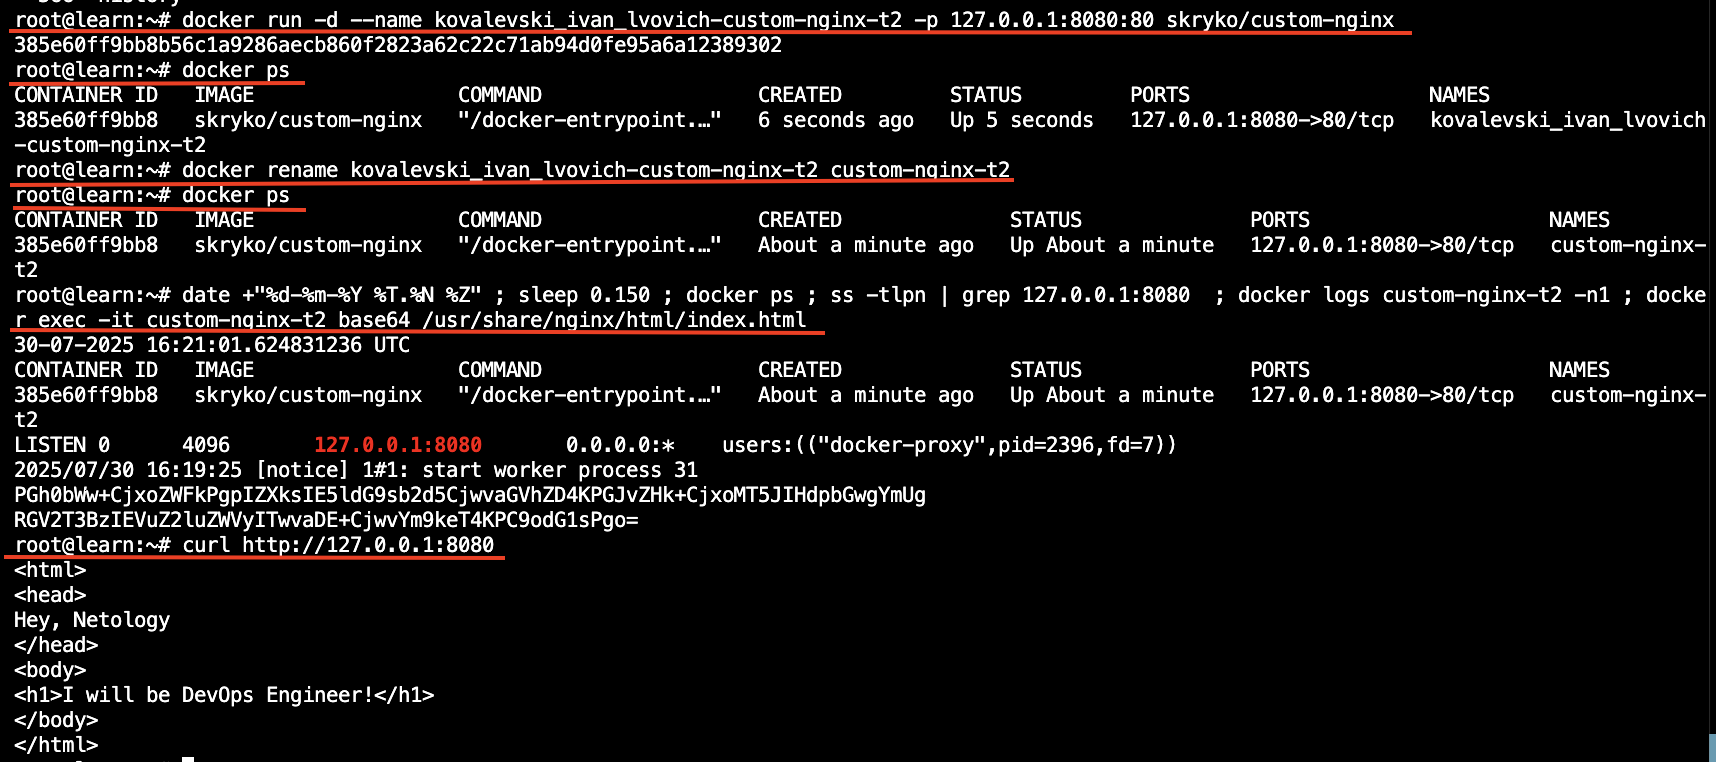 root@learn:~# docker run -d --name kovalevski_ivan_lvovich-custom-nginx-t2 -p 127.0.0.1:8080:80 skryko/custom-nginx
385e60ff9bb8b56c1a9286aecb860f2823a62c22c71ab94d0fe95a6a12389302
root@learn:~# docker ps
CONTAINER ID   IMAGE                 COMMAND                  CREATED         STATUS         PORTS                    NAMES
385e60ff9bb8   skryko/custom-nginx   "/docker-entrypoint.…"   6 seconds ago   Up 5 seconds   127.0.0.1:8080->80/tcp   kovalevski_ivan_lvovich
-custom-nginx-t2
root@learn:~# docker rename kovalevski_ivan_lvovich-custom-nginx-t2 custom-nginx-t2
root@learn:~# docker ps
CONTAINER ID   IMAGE                 COMMAND                  CREATED              STATUS              PORTS                    NAMES
385e60ff9bb8   skryko/custom-nginx   "/docker-entrypoint.…"   About a minute ago   Up About a minute   127.0.0.1:8080->80/tcp   custom-nginx-
t2
root@learn:~# date +"%d-%m-%Y %T.%N %Z" ; sleep 0.150 ; docker ps ; ss -tlpn | grep 127.0.0.1:8080  ; docker logs custom-nginx-t2 -n1 ; docke
r exec -it custom-nginx-t2 base64 /usr/share/nginx/html/index.html
30-07-2025 16:21:01.624831236 UTC
CONTAINER ID   IMAGE                 COMMAND                  CREATED              STATUS              PORTS                    NAMES
385e60ff9bb8   skryko/custom-nginx   "/docker-entrypoint.…"   About a minute ago   Up About a minute   127.0.0.1:8080->80/tcp   custom-nginx-
t2
LISTEN 0      4096       127.0.0.1:8080       0.0.0.0:*    users:(("docker-proxy",pid=2396,fd=7))
2025/07/30 16:19:25 [notice] 1#1: start worker process 31
PGh0bWw+CjxoZWFkPgpIZXksIE5ldG9sb2d5CjwvaGVhZD4KPGJvZHk+CjxoMT5JIHdpbGwgYmUg
RGV2T3BzIEVuZ2luZWVyITwvaDE+CjwvYm9keT4KPC9odG1sPgo=
root@learn:~# curl http://127.0.0.1:8080
<html>
<head>
Hey, Netology
</head>
<body>
<h1>I will be DevOps Engineer!</h1>
</body>
</html>